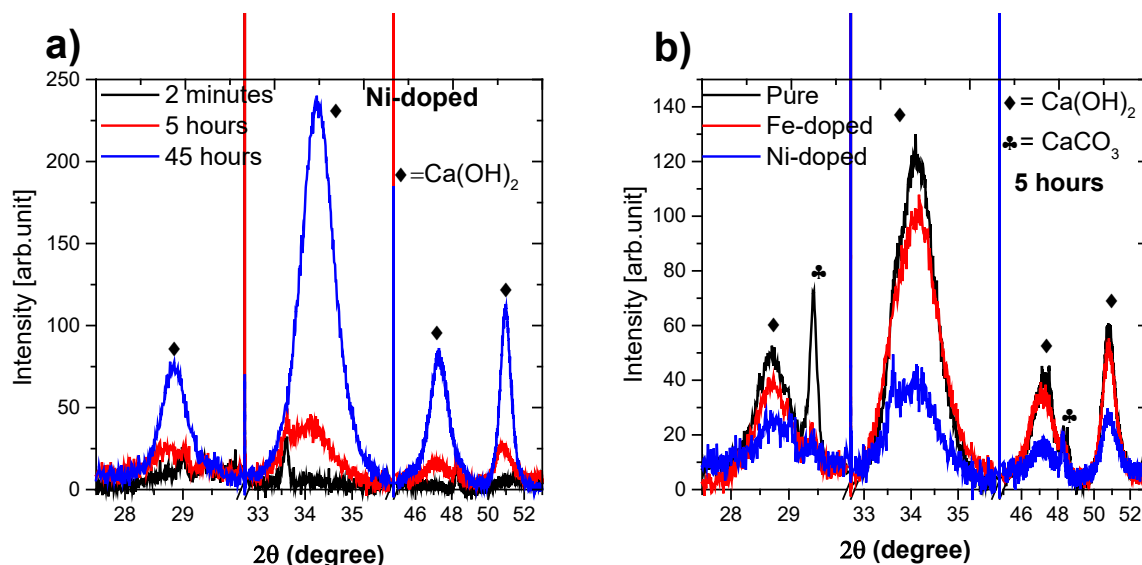 a)
250
200
150
100
50
0
Intensity [arb.unit]
2 minutes
5 hours
45 hours
Ni-doped
♦=Ca(OH)₂
28 29 33 34 35 46 48 50 52
2θ (degree)
b)
140
120
100
80
60
40
20
0
Intensity [arb.unit]
Pure
Fe-doped
Ni-doped
♦= Ca(OH)₂
♣= CaCO₃
5 hours
28 29 33 34 35 46 48 50 52
2θ (degree)